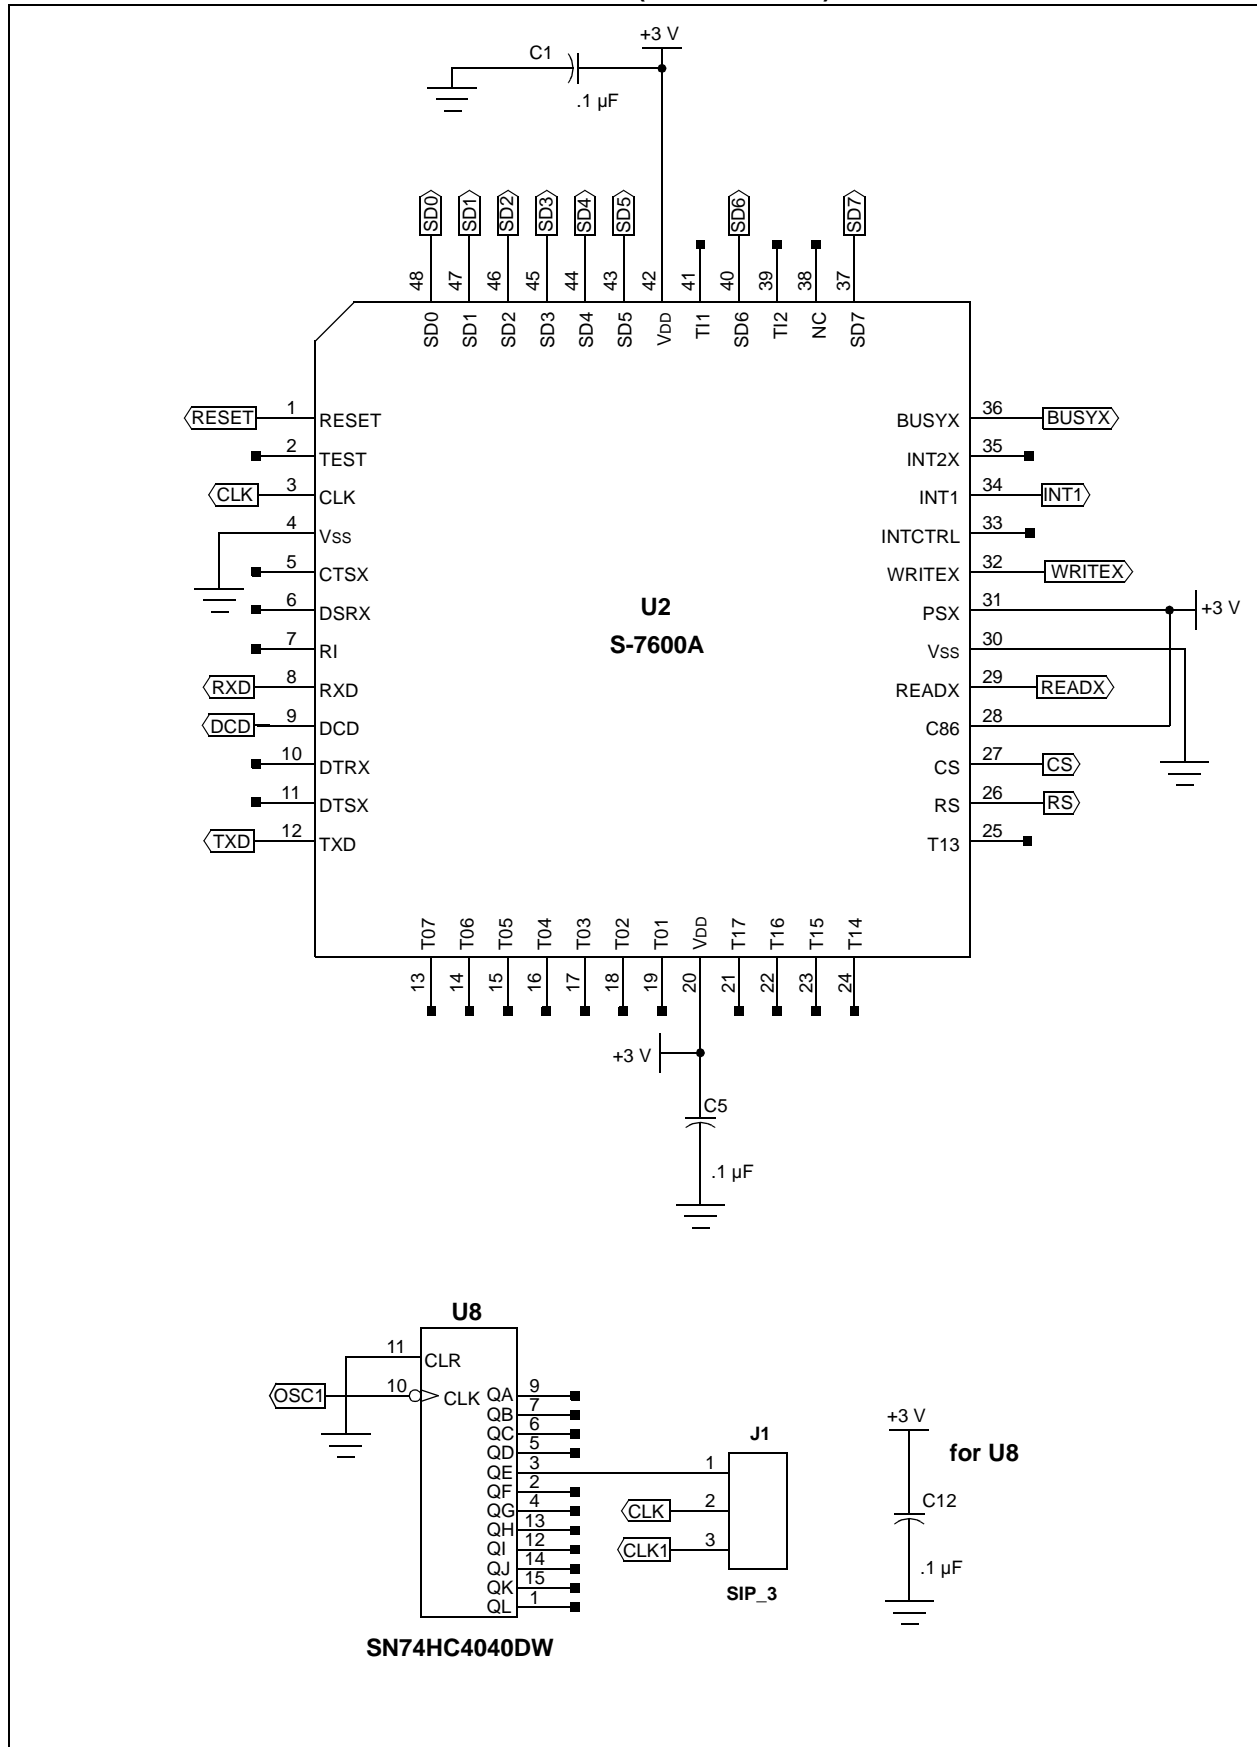 +3 V
C1
.1 µF
SD0 SD1 SD2 SD3 SD4 SD5 SD6 SD7
48 47 46 45 44 43 42 41 40 39 38 37
SD0 SD1 SD2 SD3 SD4 SD5 VDD TI1 SD6 TI2 NC SD7
RESET 1 RESET
TEST 2
CLK 3 CLK
4 VSS
5 CTSX
6 DSRX
7 RI
RXD 8 RXD
DCD 9 DCD
10 DTRX
11 DTSX
TXD 12 TXD
U2
S-7600A
BUSYX 36 BUSYX
INT2X 35
INT1 34 INT1
INTCTRL 33
WRITEX 32 WRITEX
PSX 31 +3 V
VSS 30
READX 29 READX
C86 28
CS 27 CS
RS 26 RS
T13 25
T07 T06 T05 T04 T03 T02 T01 VDD T17 T16 T15 T14
13 14 15 16 17 18 19 20 21 22 23 24
+3 V
C5
.1 µF
U8
11 CLR
OSC1 10 CLK
QA 9
QB 7
QC 6
QD 5
QE 3
QF 2
QG 4
QH 13
QI 12
QJ 14
QK 15
QL 1
SN74HC4040DW
J1
1
CLK 2
CLK1 3
SIP_3
+3 V
for U8
C12
.1 µF